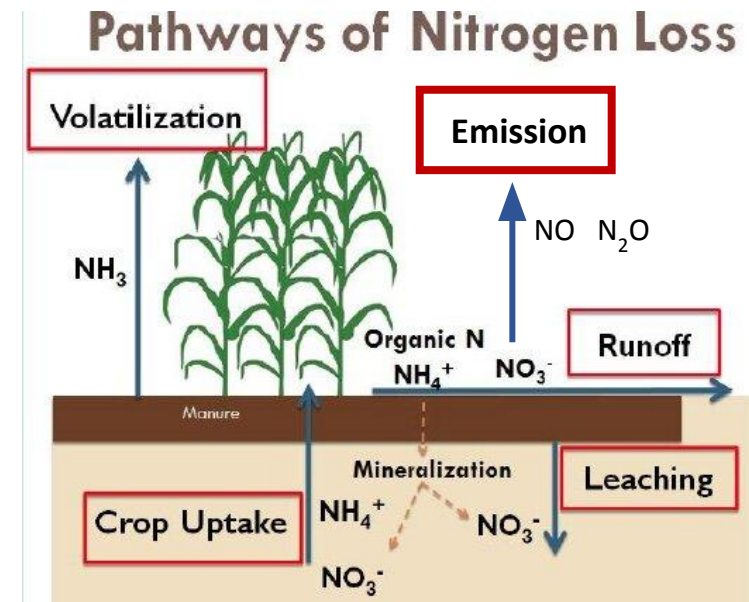 Pathways of Nitrogen Loss
Volatilization
Emission
NO N₂O
NH₃
Organic N
NH₄⁺ NO₃⁻
Runoff
Manure
Mineralization
Leaching
Crop Uptake
NH₄⁺
NO₃⁻
NO₃⁻